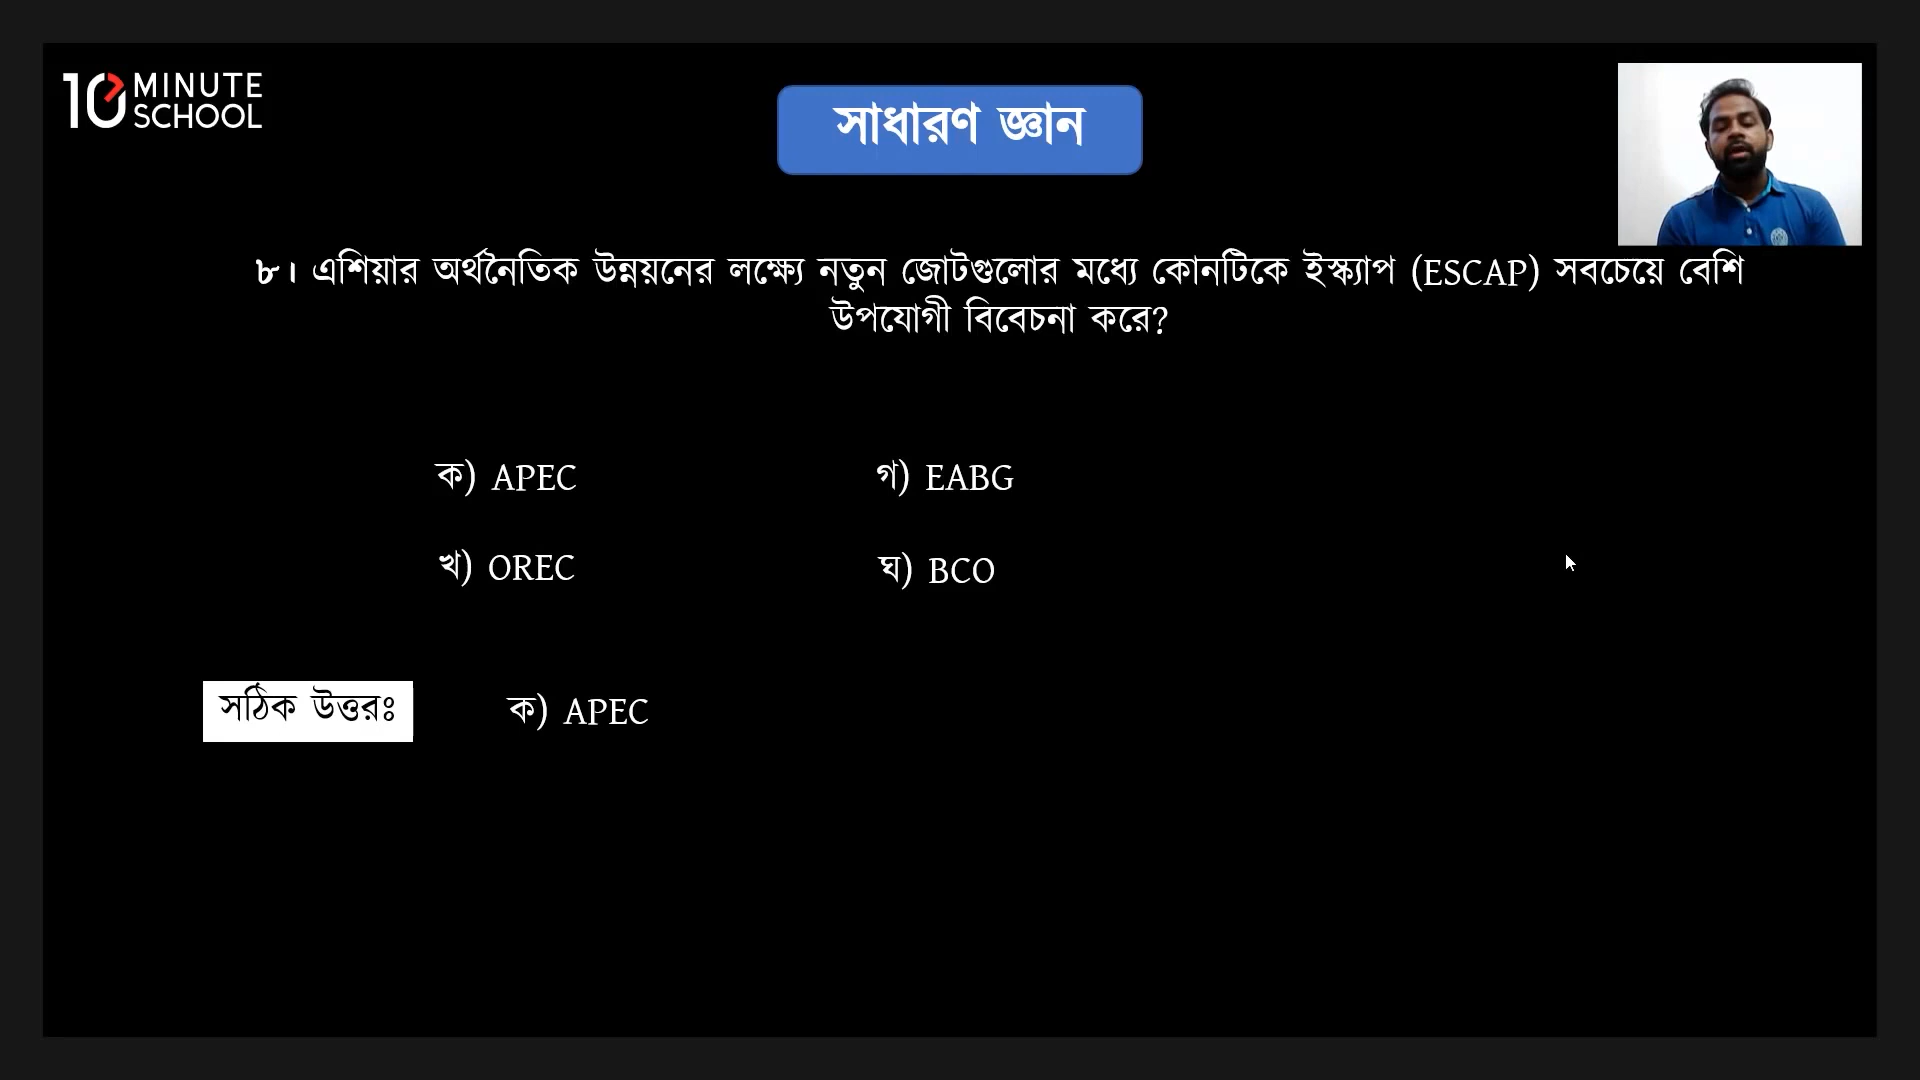 10 MINUTE SCHOOL
সাধারণ জ্ঞান
৮। এশিয়ার অর্থনৈতিক উন্নয়নের লক্ষ্যে নতুন জোটগুলোর মধ্যে কোনটিকে ইস্ক্যাপ (ESCAP) সবচেয়ে বেশি
উপযোগী বিবেচনা করে?
ক) APEC
গ) EABG
খ) OREC
ঘ) BCO
সঠিক উত্তরঃ ক) APEC